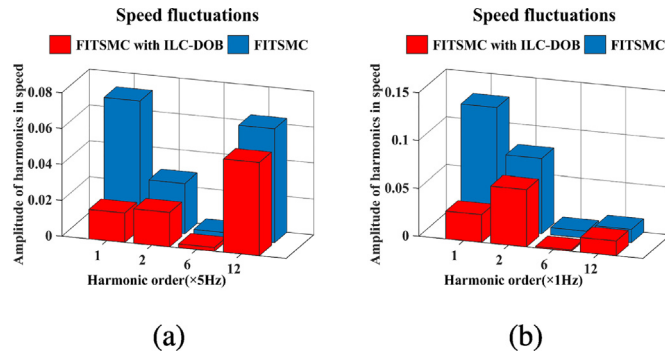 Speed fluctuations
FITSMC with ILC-DOB FITSMC
Amplitude of harmonics in speed
0.08
0.06
0.04
0.02
0
1 2 6 12
Harmonic order(×5Hz)
(a)
Speed fluctuations
FITSMC with ILC-DOB FITSMC
Amplitude of harmonics in speed
0.15
0.1
0.05
0
1 2 6 12
Harmonic order(×1Hz)
(b)